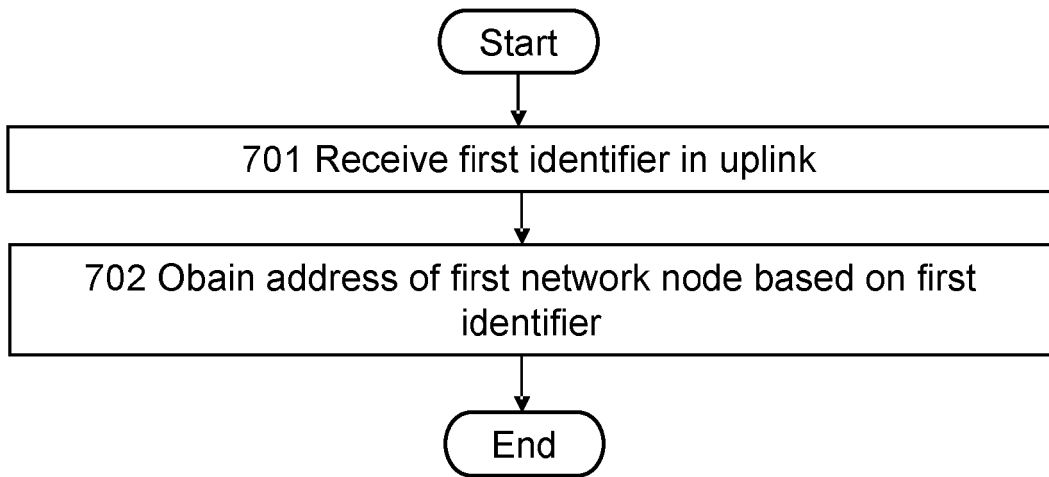 Start
701 Receive first identifier in uplink
702 Obain address of first network node based on first
identifier
End